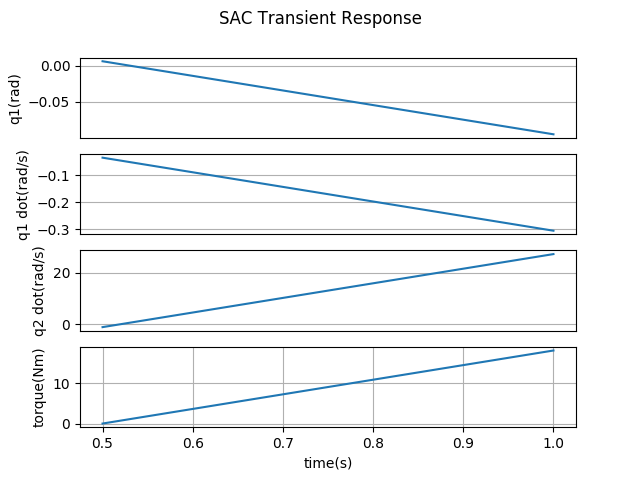 SAC Transient Response
0.00
−0.05
q1(rad)
−0.1
−0.2
−0.3
q1 dot(rad/s)
20
0
q2 dot(rad/s)
10
0
torque(Nm)
0.5 0.6 0.7 0.8 0.9 1.0
time(s)